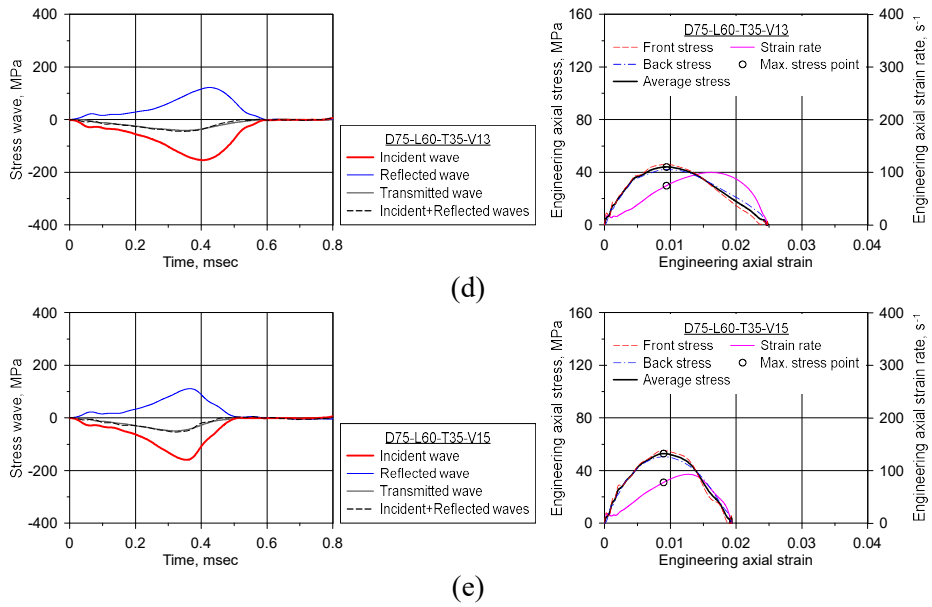 400
200
0
-200
-400
Stress wave, MPa
0
0.2
0.4
0.6
0.8
Time, msec
D75-L60-T35-V13
Incident wave
Reflected wave
Transmitted wave
Incident+Reflected waves
160
120
80
40
0
Engineering axial stress, MPa
D75-L60-T35-V13
Front stress
Strain rate
Back stress
Max. stress point
Average stress
400
300
200
100
0
Engineering axial strain rate, s-1
0
0.01
0.02
0.03
0.04
Engineering axial strain
(d)
400
200
0
-200
-400
Stress wave, MPa
0
0.2
0.4
0.6
0.8
Time, msec
D75-L60-T35-V15
Incident wave
Reflected wave
Transmitted wave
Incident+Reflected waves
160
120
80
40
0
Engineering axial stress, MPa
D75-L60-T35-V15
Front stress
Strain rate
Back stress
Max. stress point
Average stress
400
300
200
100
0
Engineering axial strain rate, s-1
0
0.01
0.02
0.03
0.04
Engineering axial strain
(e)